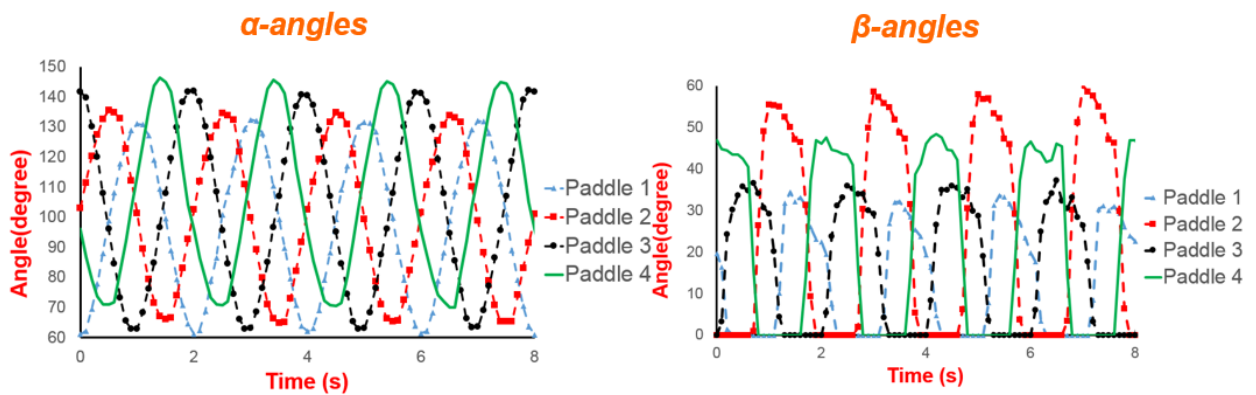 α-angles
150
140
130
120
110
100
90
80
70
60
Angle(degree)
0
2
4
6
8
Time (s)
Paddle 1
Paddle 2
Paddle 3
Paddle 4
β-angles
60
50
40
30
20
10
0
Angle(degree)
0
2
4
6
8
Time (s)
Paddle 1
Paddle 2
Paddle 3
Paddle 4